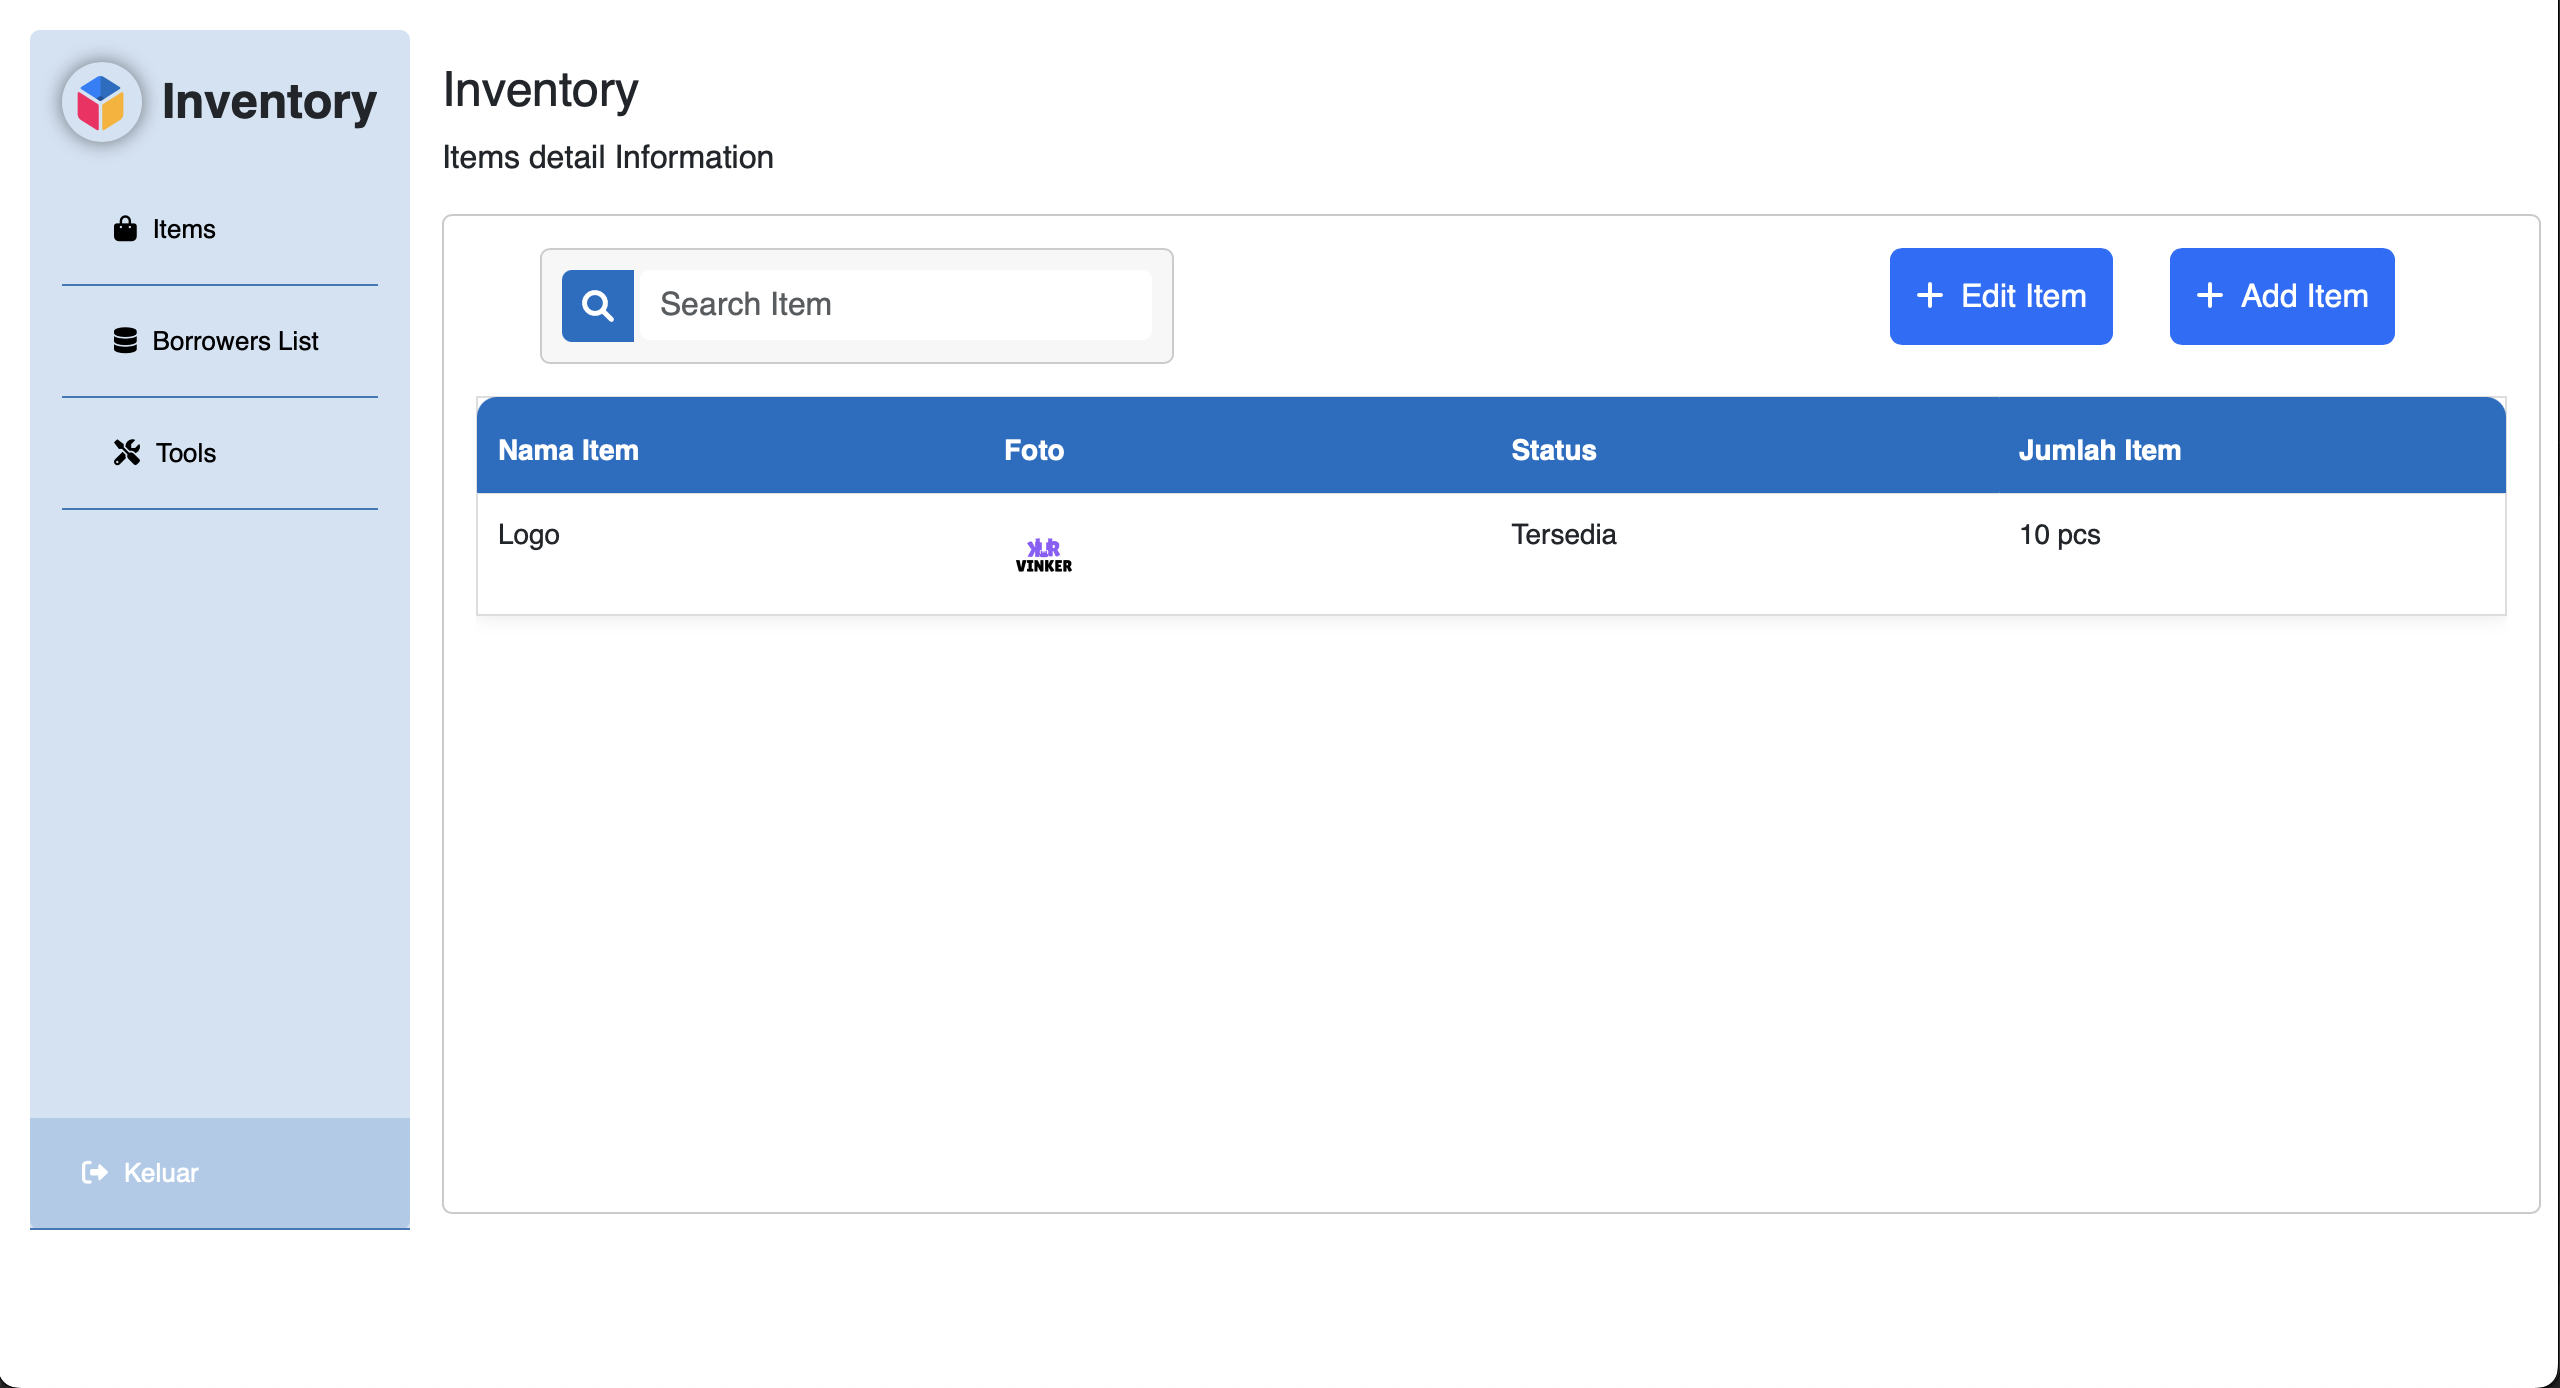 Inventory
Items
Borrowers List
Tools
Keluar
Inventory
Items detail Information
Search Item
Edit Item
Add Item
Nama Item Foto Status Jumlah Item
Logo Tersedia 10 pcs
VINKER